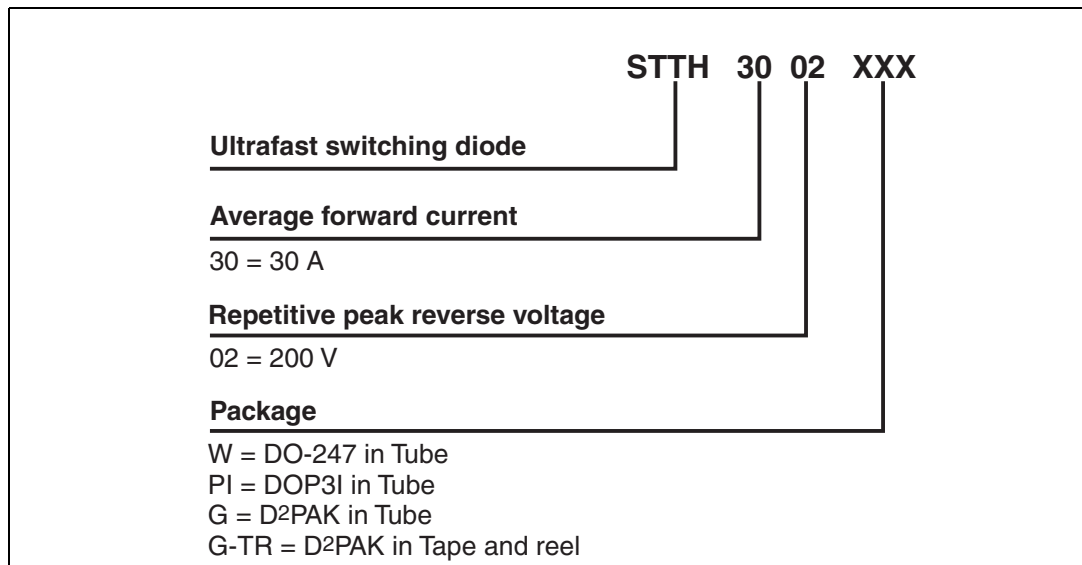 STTH 30 02 XXX
Ultrafast switching diode
Average forward current
30 = 30 A
Repetitive peak reverse voltage
02 = 200 V
Package
W = DO-247 in Tube
PI = DOP3I in Tube
G = D2PAK in Tube
G-TR = D2PAK in Tape and reel